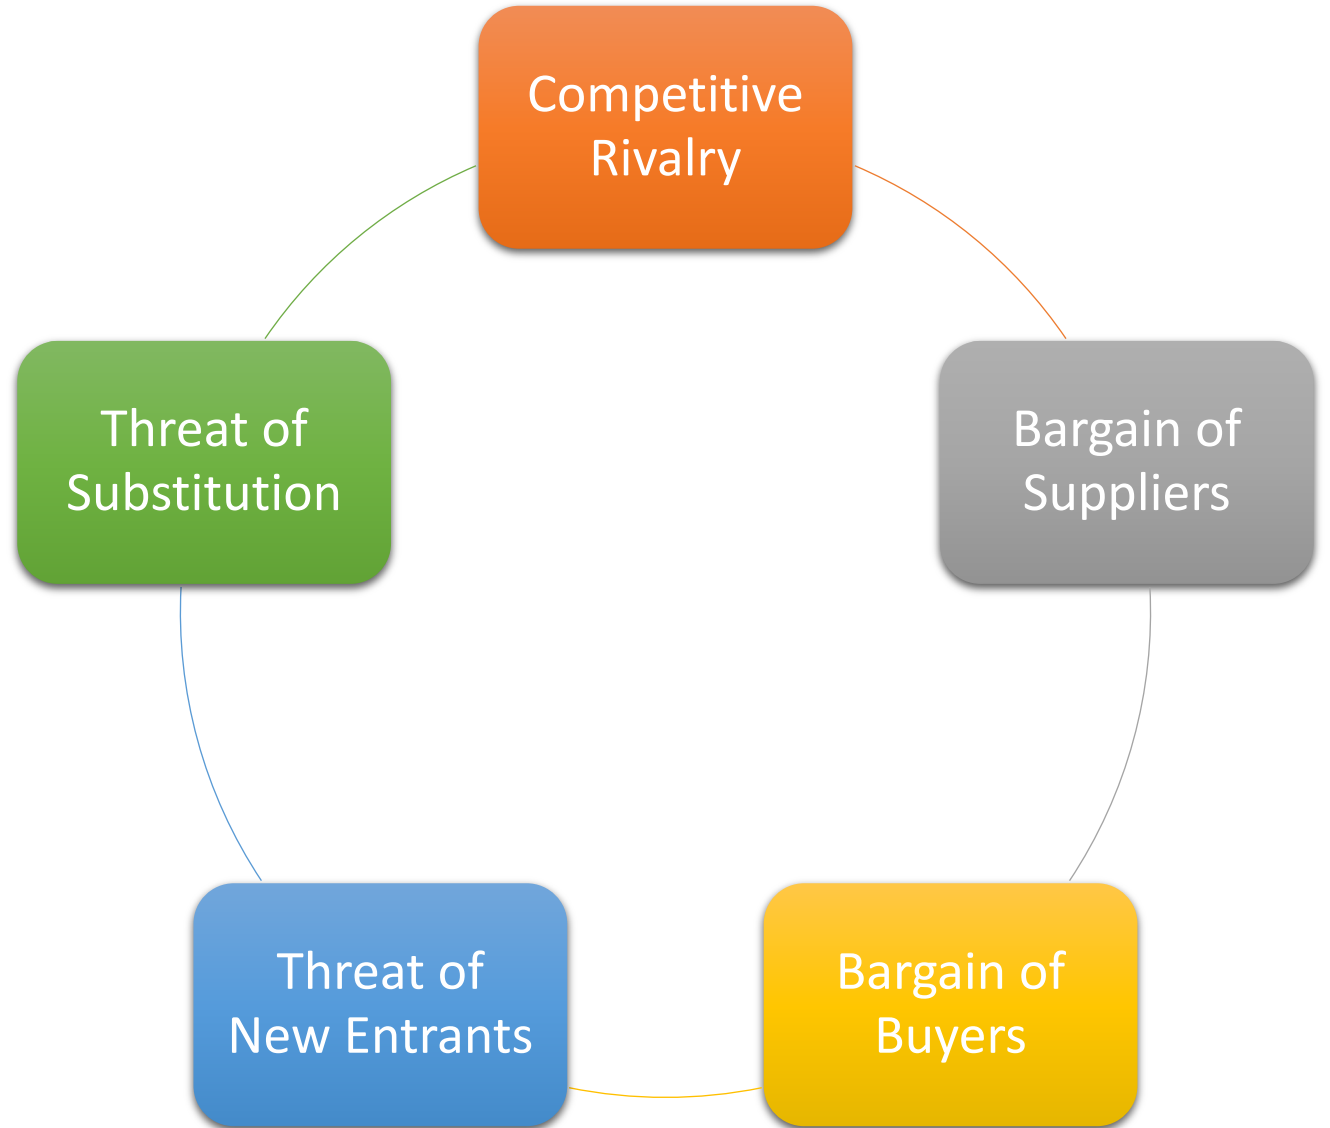 Competitive
Rivalry
Threat of
Substitution
Bargain of
Suppliers
Threat of
New Entrants
Bargain of
Buyers